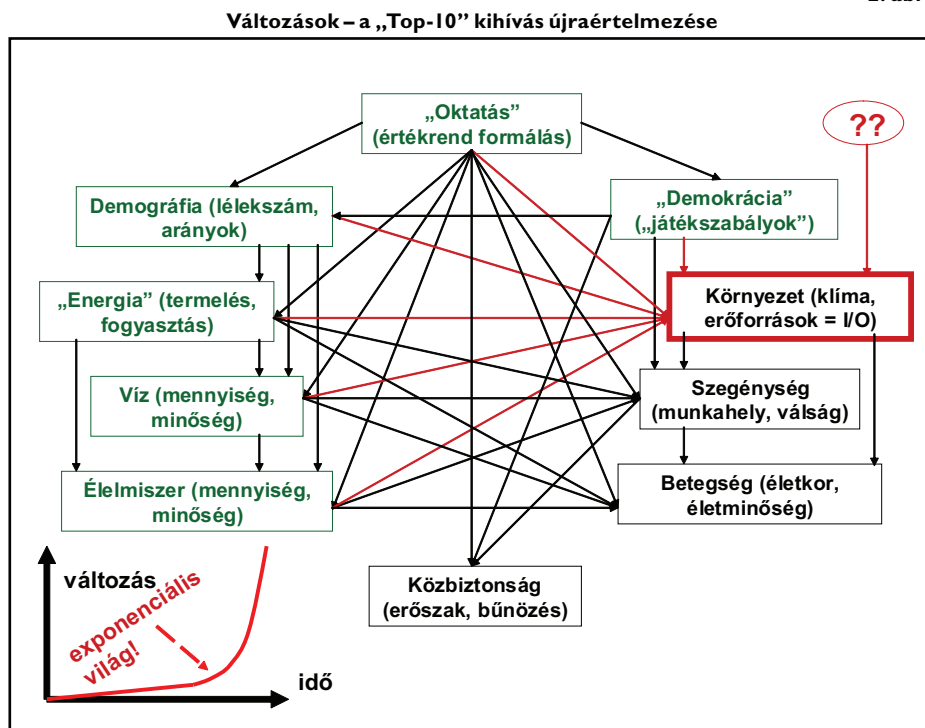 Változások – a „Top-10” kihívás újraértelmezése
„Oktatás”
(értékrend formálás)
??
Demográfia (lélekszám,
arányok)
„Demokrácia”
(„játékszabályok”)
„Energia” (termelés,
fogyasztás)
Környezet (klíma,
erőforrások = I/O)
Víz (mennyiség,
minőség)
Szegénység
(munkahely, válság)
Élelmiszer (mennyiség,
minőség)
Betegség (életkor,
életminőség)
Közbiztonság
(erőszak, bűnözés)
változás
exponenciális
világ!
idő